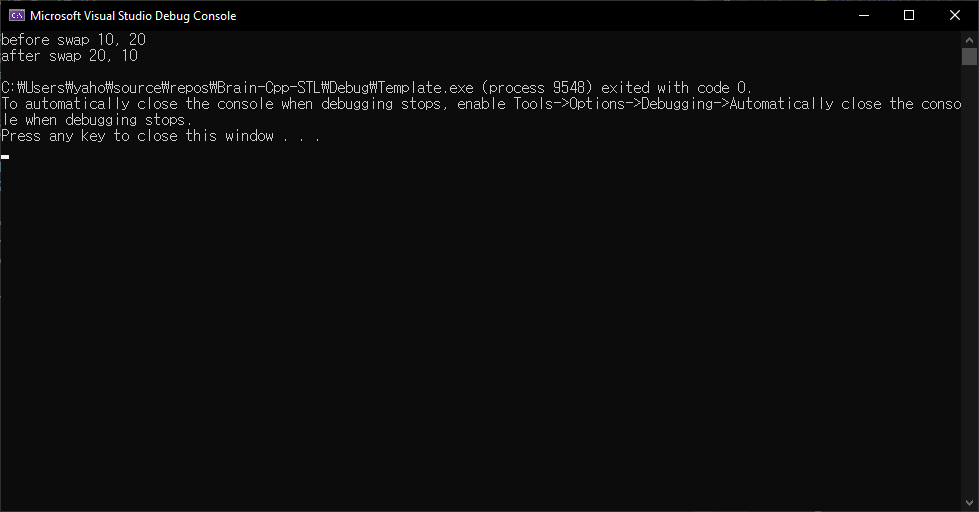 Microsoft Visual Studio Debug Console
before swap 10, 20
after swap 20, 10
C:₩Users₩yaho₩source₩repos₩Brain-Cpp-STL₩Debug₩Template.exe (process 9548) exited with code 0.
To automatically close the console when debugging stops, enable Tools->Options->Debugging->Automatically close the conso
le when debugging stops.
Press any key to close this window . . .